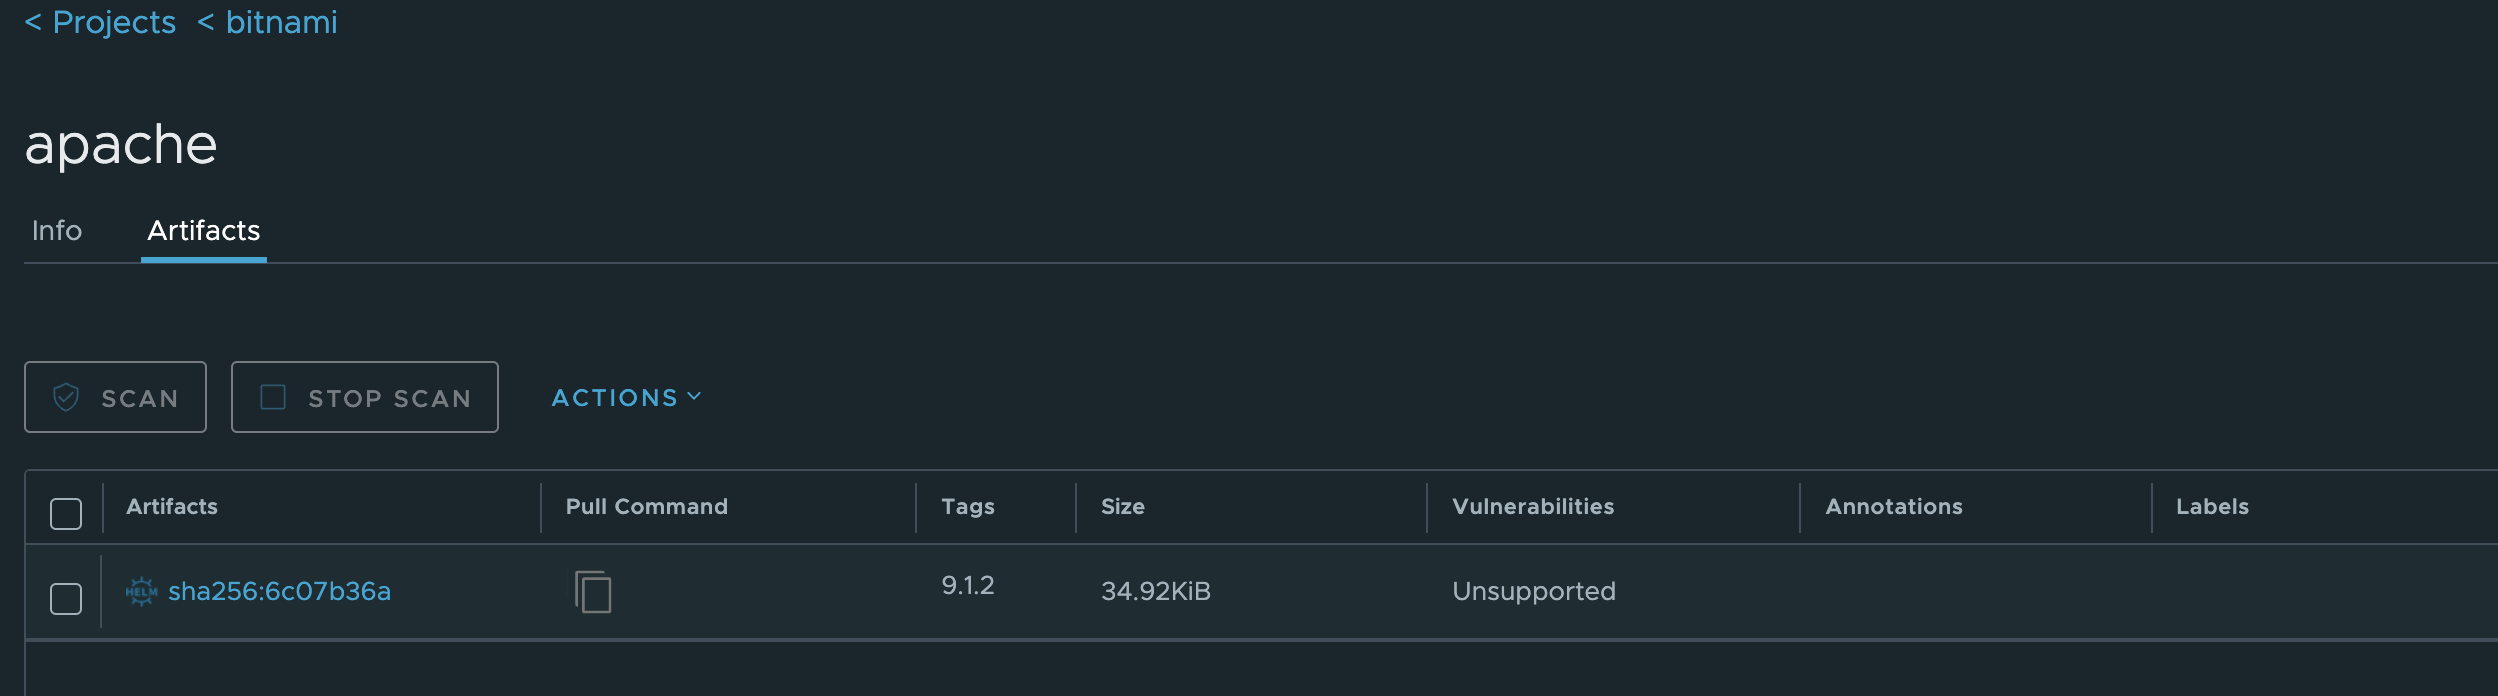 < Projects < bitnami
apache
Info Artifacts
SCAN STOP SCAN ACTIONS
Artifacts Pull Command Tags Size Vulnerabilities Annotations Labels
HELM sha256:6c07b36a 9.1.2 34.92KiB Unsupported